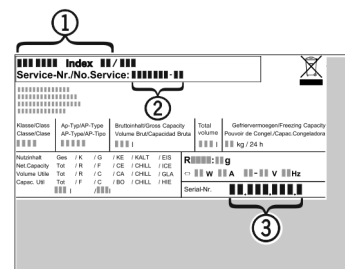 1
Index /
Service-Nr./No.Service: -
2
Klasse/Class Ap-Typ/AP-Type Bruttoinhalt/Gross Capacity Total Gefriervermoegen/Freezing Capacity
Classe/Clase AP-Type/AP-Tipo Volume Brut/Capacidad Bruta volume Pouvoir de Congel./Capac.Congeladora
l l kg / 24 h
Nutzinhalt Ges / K / G / KE / KALT / EIS
Net.Capacity Tot / R / F / CE / CHILL / ICE
Volume Utile Tot / R / C / CA / CHILL / GLA
Capac. Util Tot / F / C / BO / CHILL / HIE
l / l
R : g
W A - V Hz
Serial-Nr. . . .
3